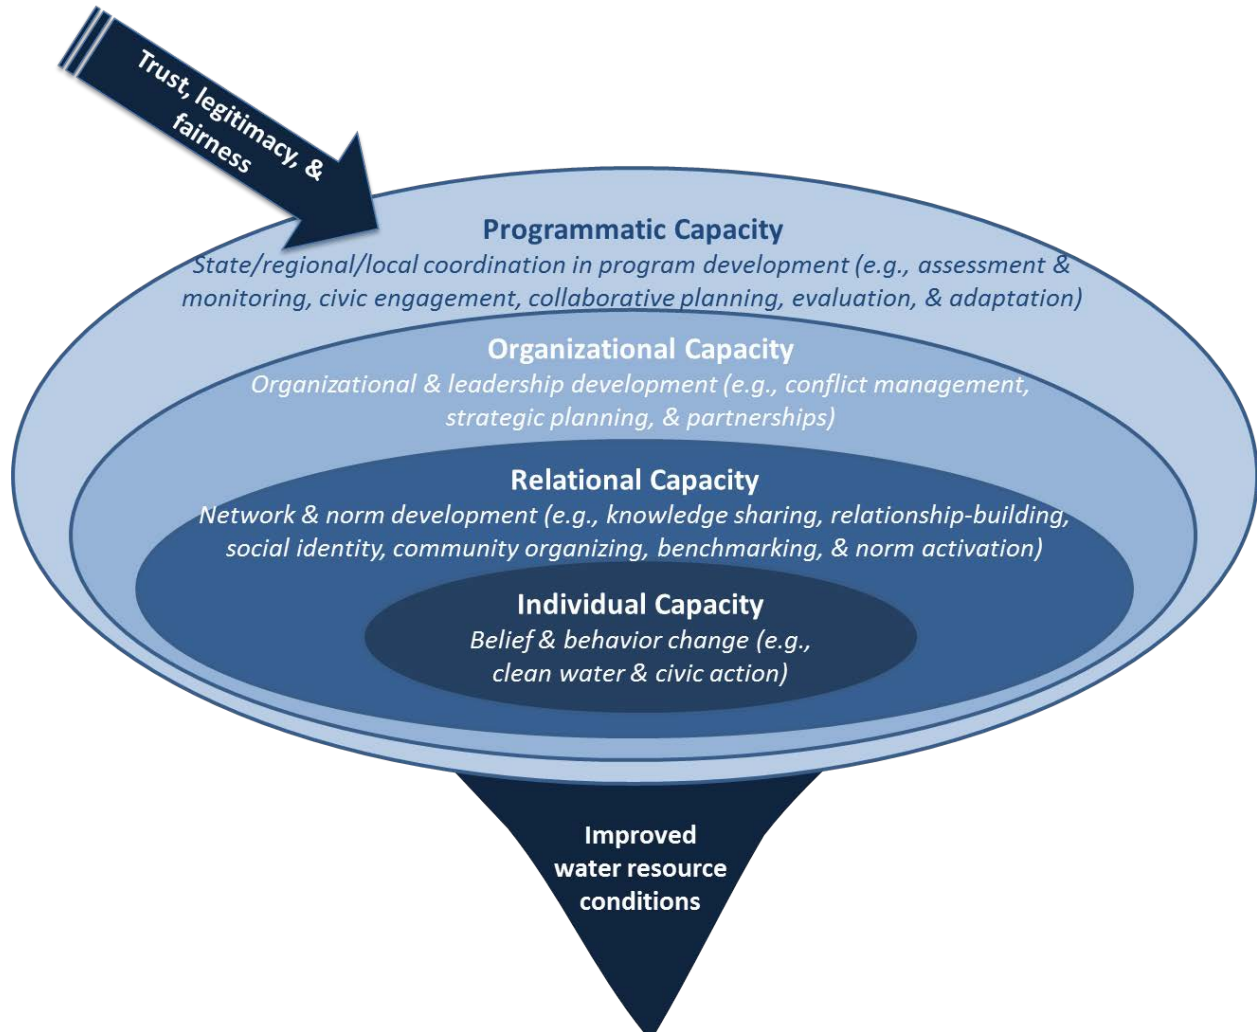 Trust, legitimacy, &
fairness
Programmatic Capacity
State/regional/local coordination in program development (e.g., assessment &
monitoring, civic engagement, collaborative planning, evaluation, & adaptation)
Organizational Capacity
Organizational & leadership development (e.g., conflict management,
strategic planning, & partnerships)
Relational Capacity
Network & norm development (e.g., knowledge sharing, relationship-building,
social identity, community organizing, benchmarking, & norm activation)
Individual Capacity
Belief & behavior change (e.g.,
clean water & civic action)
Improved
water resource
conditions